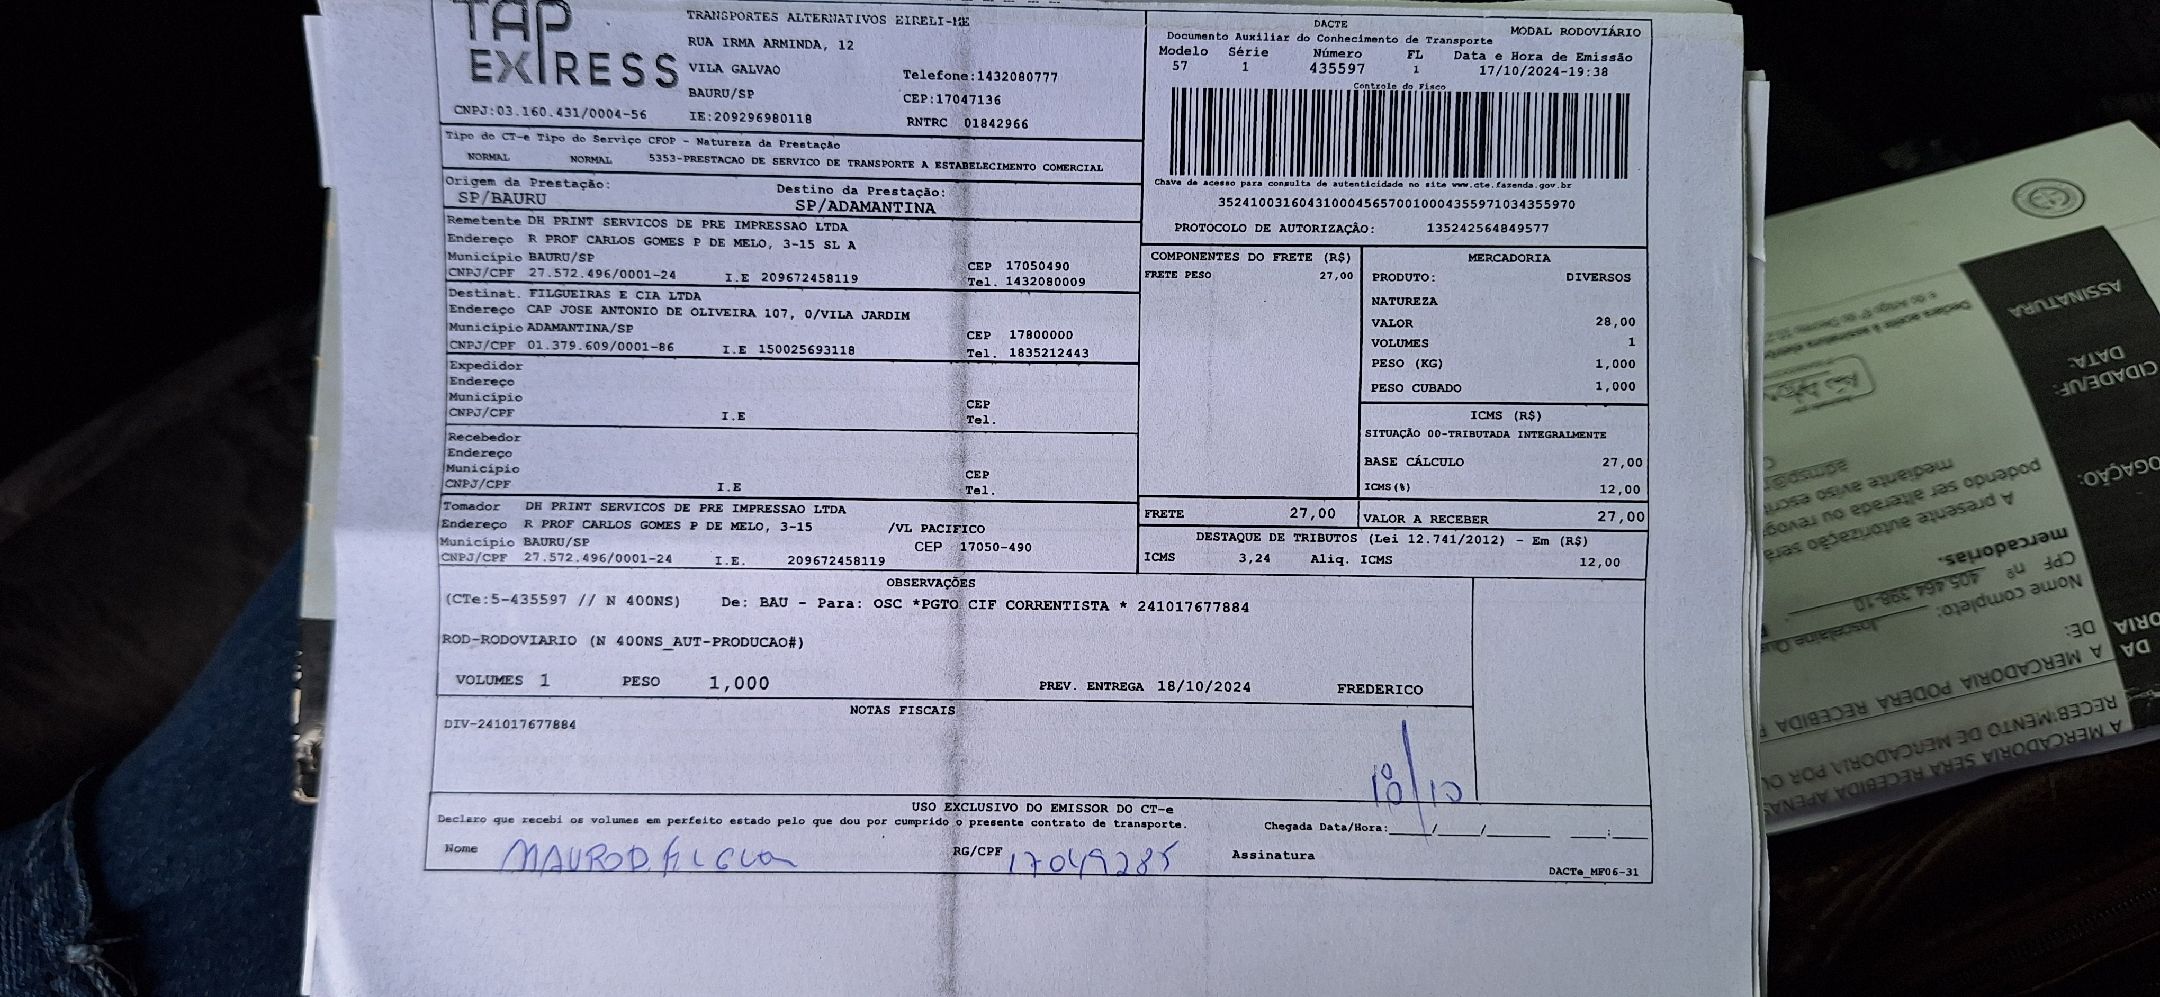 TAP EXPRESS
TRANSPORTES ALTERNATIVOS EIRELI-ME
RUA IRMA ARMINDA, 12
VILA GALVAO
Telefone:1432080777
BAURU/SP
CEP:17047136
CNPJ:03.160.431/0004-56
IE:209296980118
RNTRC 01842966
DACTE
MODAL RODOVIÁRIO
Documento Auxiliar do Conhecimento de Transporte
Modelo Série Número FL Data e Hora de Emissão
57 1 435597 1 17/10/2024-19:38
Controle do Fisco
Tipo do CT-e Tipo do Serviço CFOP - Natureza da Prestação
NORMAL NORMAL 5353-PRESTACAO DE SERVICO DE TRANSPORTE A ESTABELECIMENTO COMERCIAL
Chave de acesso para consulta de autenticidade no site www.cte.fazenda.gov.br
35241003160431000456570010004355971034355970
PROTOCOLO DE AUTORIZAÇÃO: 135242564849577
Origem da Prestação: Destino da Prestação:
SP/BAURU SP/ADAMANTINA
Remetente DH PRINT SERVICOS DE PRE IMPRESSAO LTDA
Endereço R PROF CARLOS GOMES P DE MELO, 3-15 SL A
Município BAURU/SP CEP 17050490
CNPJ/CPF 27.572.496/0001-24 I.E 209672458119 Tel. 1432080009
Destinat. FILGUEIRAS E CIA LTDA
Endereço CAP JOSE ANTONIO DE OLIVEIRA 107, 0/VILA JARDIM
Município ADAMANTINA/SP CEP 17800000
CNPJ/CPF 01.379.609/0001-86 I.E 150025693118 Tel. 1835212443
Expedidor
Endereço
Município CEP
CNPJ/CPF I.E Tel.
Recebedor
Endereço
Município CEP
CNPJ/CPF I.E Tel.
Tomador DH PRINT SERVICOS DE PRE IMPRESSAO LTDA
Endereço R PROF CARLOS GOMES P DE MELO, 3-15 /VL PACIFICO
Município BAURU/SP CEP 17050-490
CNPJ/CPF 27.572.496/0001-24 I.E. 209672458119
COMPONENTES DO FRETE (R$)
FRETE PESO 27,00
MERCADORIA
PRODUTO: DIVERSOS
NATUREZA
VALOR 28,00
VOLUMES 1
PESO (KG) 1,000
PESO CUBADO 1,000
ICMS (R$)
SITUAÇÃO 00-TRIBUTADA INTEGRALMENTE
BASE CÁLCULO 27,00
ICMS(%) 12,00
FRETE 27,00 VALOR A RECEBER 27,00
DESTAQUE DE TRIBUTOS (Lei 12.741/2012) - Em (R$)
ICMS 3,24 Aliq. ICMS 12,00
OBSERVAÇÕES
(CTe:5-435597 // N 400NS) De: BAU - Para: OSC *PGTO CIF CORRENTISTA * 241017677884
ROD-RODOVIARIO (N 400NS_AUT-PRODUCAO#)
VOLUMES 1 PESO 1,000 PREV. ENTREGA 18/10/2024 FREDERICO
NOTAS FISCAIS
DIV-241017677884
18/10
USO EXCLUSIVO DO EMISSOR DO CT-e
Declaro que recebi os volumes em perfeito estado pelo que dou por cumprido o presente contrato de transporte.
Chegada Data/Hora:____/____/______ ____:____
Nome RG/CPF 17049285 Assinatura
DACTe_MF06-31
ASSINATURA
DATA:
CIDADE/UF:
OGAÇÃO:
A presente autorização será
podendo ser alterada ou revog
mediante aviso escri
mercadorias.
CPF nº 405.464.398-10
Nome completo:
DE:
A MERCADORIA PODERÁ
A MERCADORIA SERÁ RECEBIDA APENAS